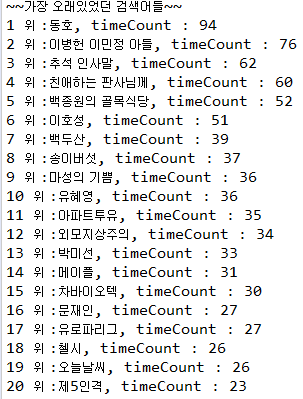 ~~가장 오래있었던 검색어들~~
1 위 :동호, timeCount : 94
2 위 :이병헌 이민정 아들, timeCount : 76
3 위 :추석 인사말, timeCount : 62
4 위 :친애하는 판사님께, timeCount : 60
5 위 :백종원의 골목식당, timeCount : 52
6 위 :이호성, timeCount : 51
7 위 :백두산, timeCount : 39
8 위 :송이버섯, timeCount : 37
9 위 :마성의 기쁨, timeCount : 36
10 위 :유혜영, timeCount : 36
11 위 :아파트투유, timeCount : 35
12 위 :외모지상주의, timeCount : 34
13 위 :박미선, timeCount : 33
14 위 :메이플, timeCount : 31
15 위 :차바이오텍, timeCount : 30
16 위 :문재인, timeCount : 27
17 위 :유로파리그, timeCount : 27
18 위 :첼시, timeCount : 26
19 위 :오늘날씨, timeCount : 26
20 위 :제5인격, timeCount : 23